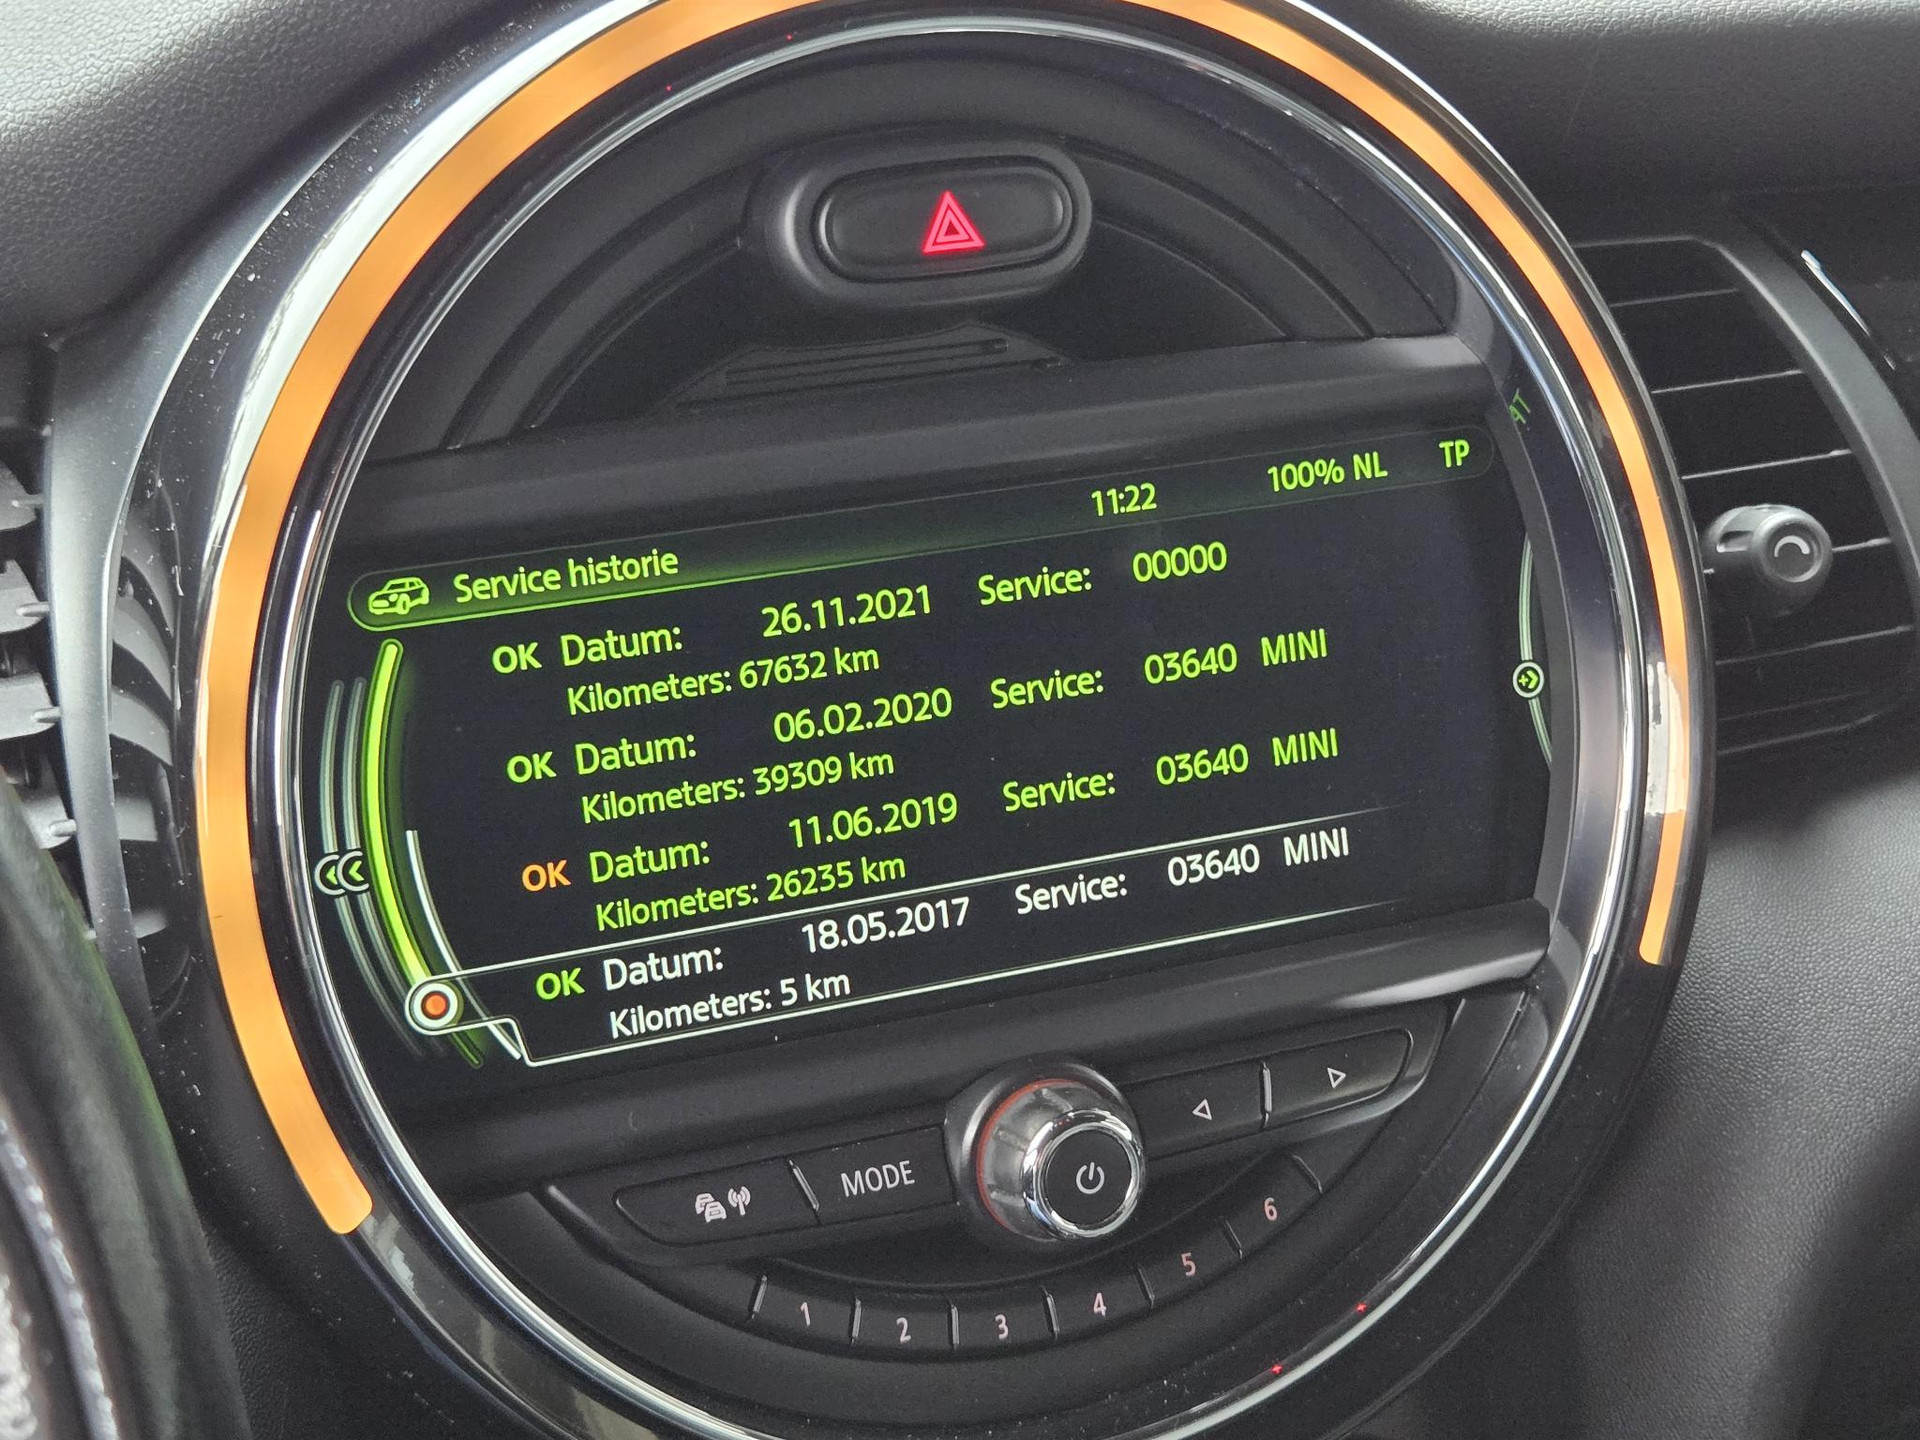 11:22 100% NL TP
Service historie
OK Datum: 26.11.2021 Service: 00000
Kilometers: 67632 km
OK Datum: 06.02.2020 Service: 03640 MINI
Kilometers: 39309 km
OK Datum: 11.06.2019 Service: 03640 MINI
Kilometers: 26235 km
OK Datum: 18.05.2017 Service: 03640 MINI
Kilometers: 5 km
MODE
1 2 3 4 5 6